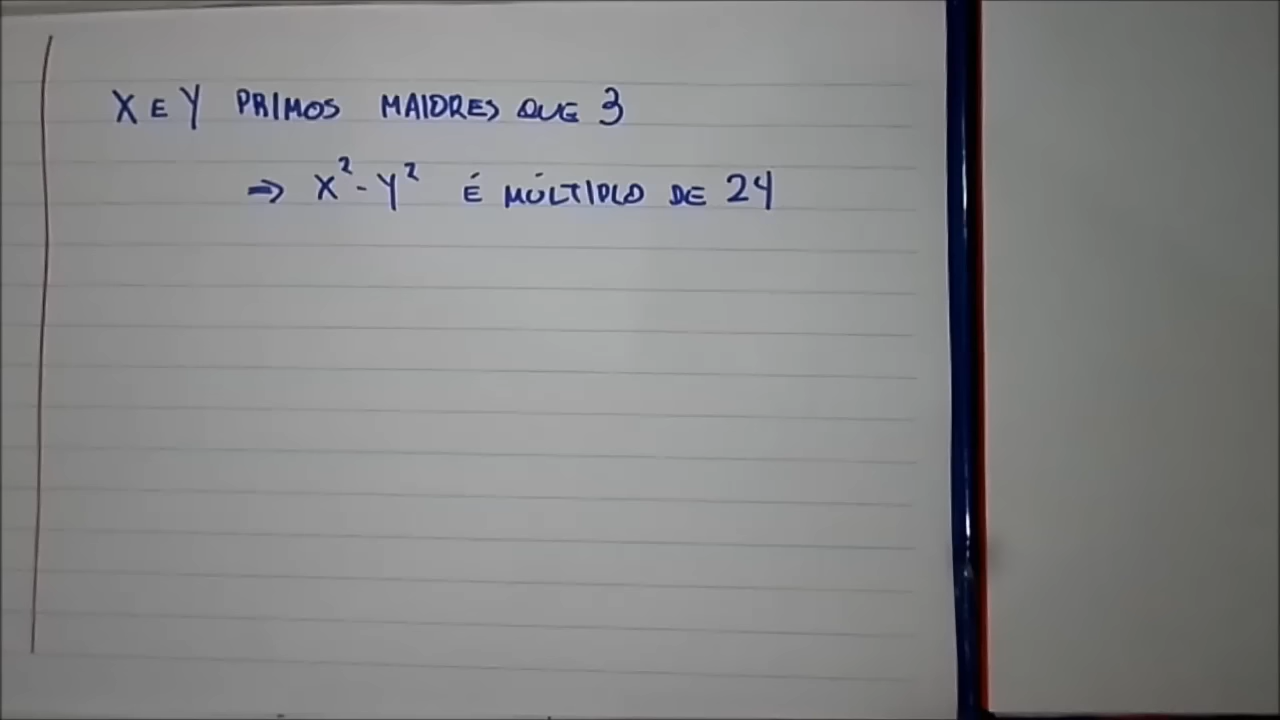 X E Y PRIMOS MAIORES QUE 3
⇒ X² - Y² É MÚLTIPLO DE 24